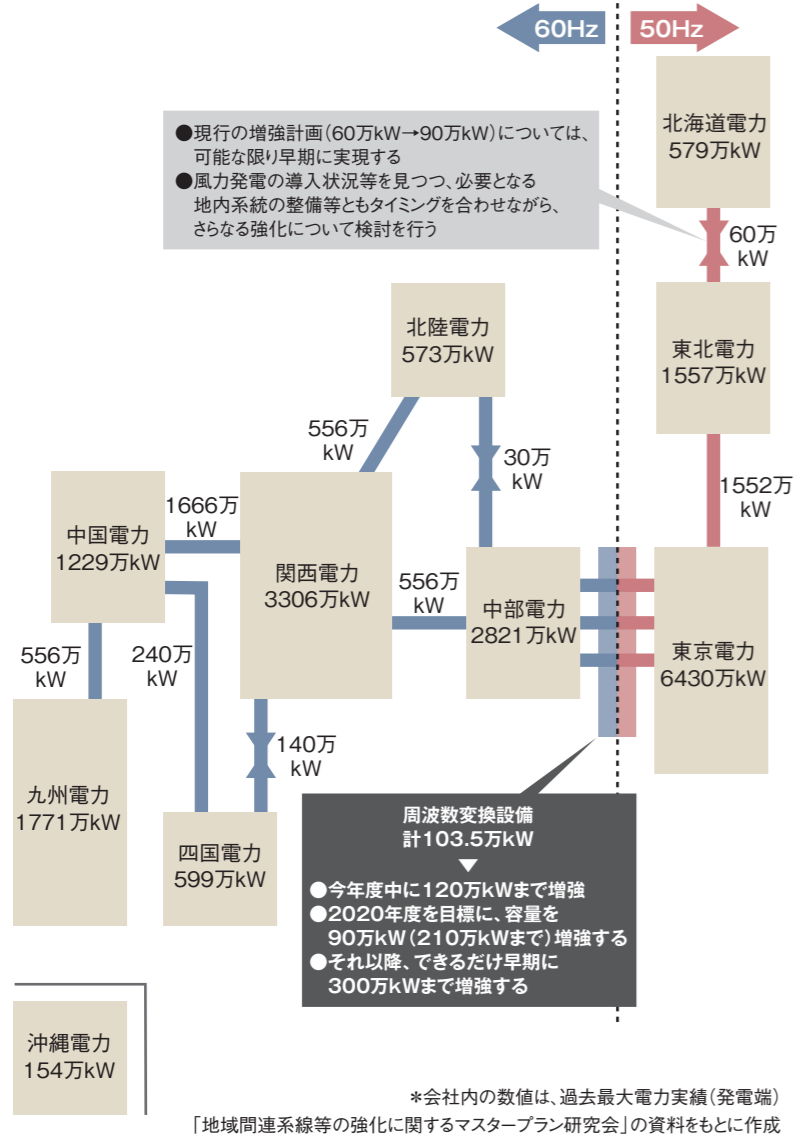 60Hz
50Hz
●現行の増強計画(60万kW→90万kW)については、
可能な限り早期に実現する
●風力発電の導入状況等を見つつ、必要となる
地内系統の整備等ともタイミングを合わせながら、
さらなる強化について検討を行う
北海道電力
579万kW
60万
kW
東北電力
1557万kW
1552万
kW
東京電力
6430万kW
北陸電力
573万kW
556万
kW
30万
kW
中国電力
1229万kW
1666万
kW
関西電力
3306万kW
556万
kW
中部電力
2821万kW
556万
kW
240万
kW
140万
kW
九州電力
1771万kW
四国電力
599万kW
周波数変換設備
計103.5万kW
▼
●今年度中に120万kWまで増強
●2020年度を目標に、容量を
90万kW(210万kWまで)増強する
●それ以降、できるだけ早期に
300万kWまで増強する
沖縄電力
154万kW
*会社内の数値は、過去最大電力実績(発電端)
「地域間連系線等の強化に関するマスタープラン研究会」の資料をもとに作成